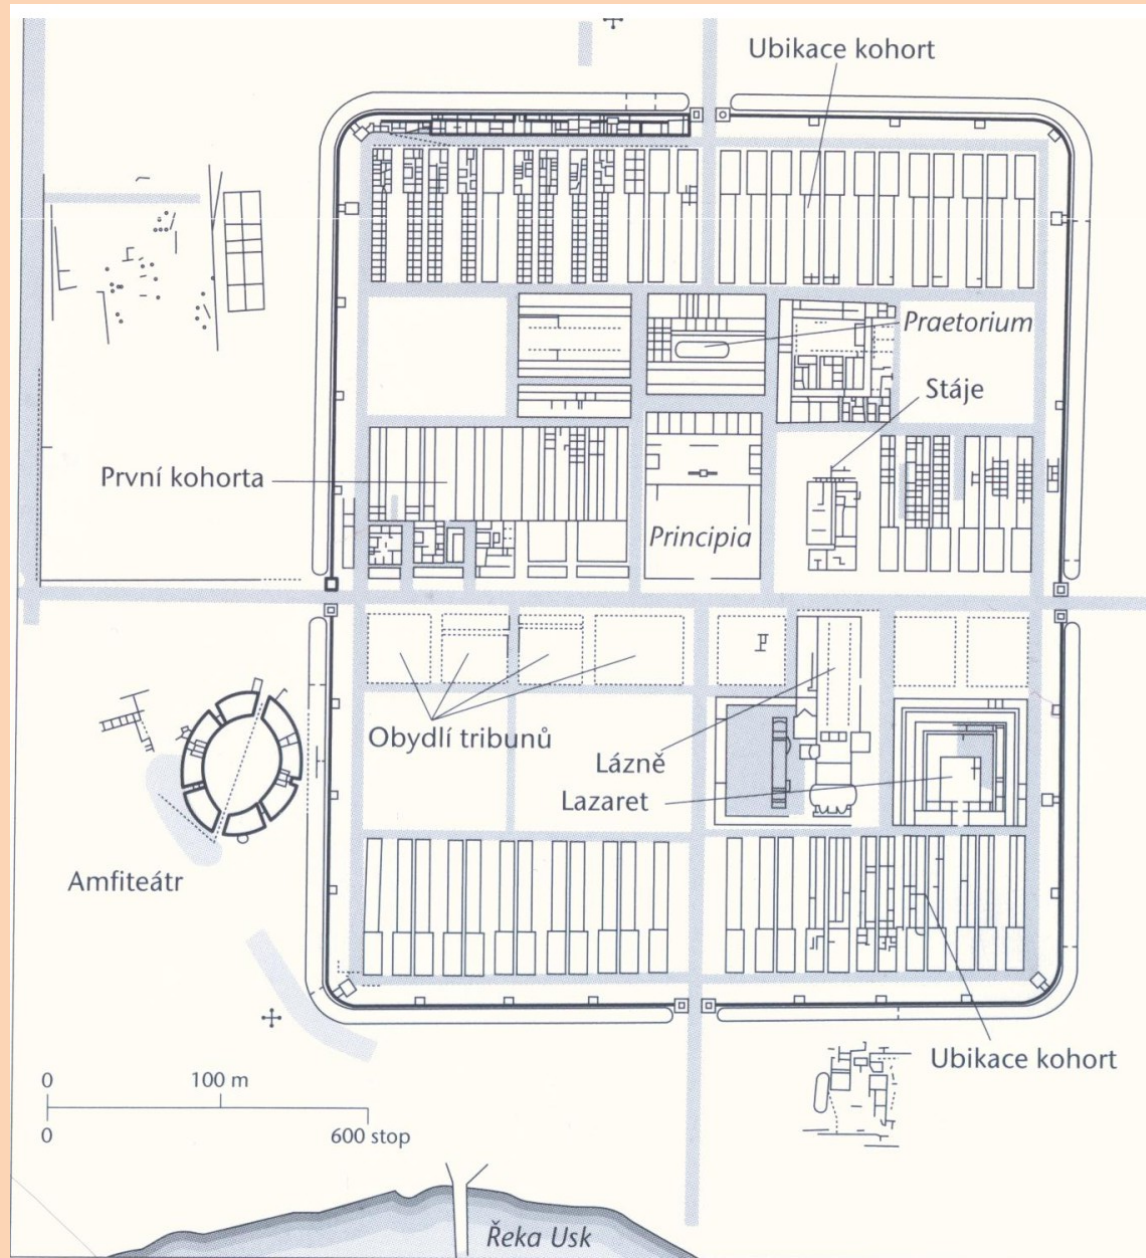 Ubikace kohort
Praetorium
Stáje
První kohorta
Principia
Obydlí tribunů
Lázně
Lazaret
Amfiteátr
Ubikace kohort
0 100 m
0 600 stop
Řeka Usk